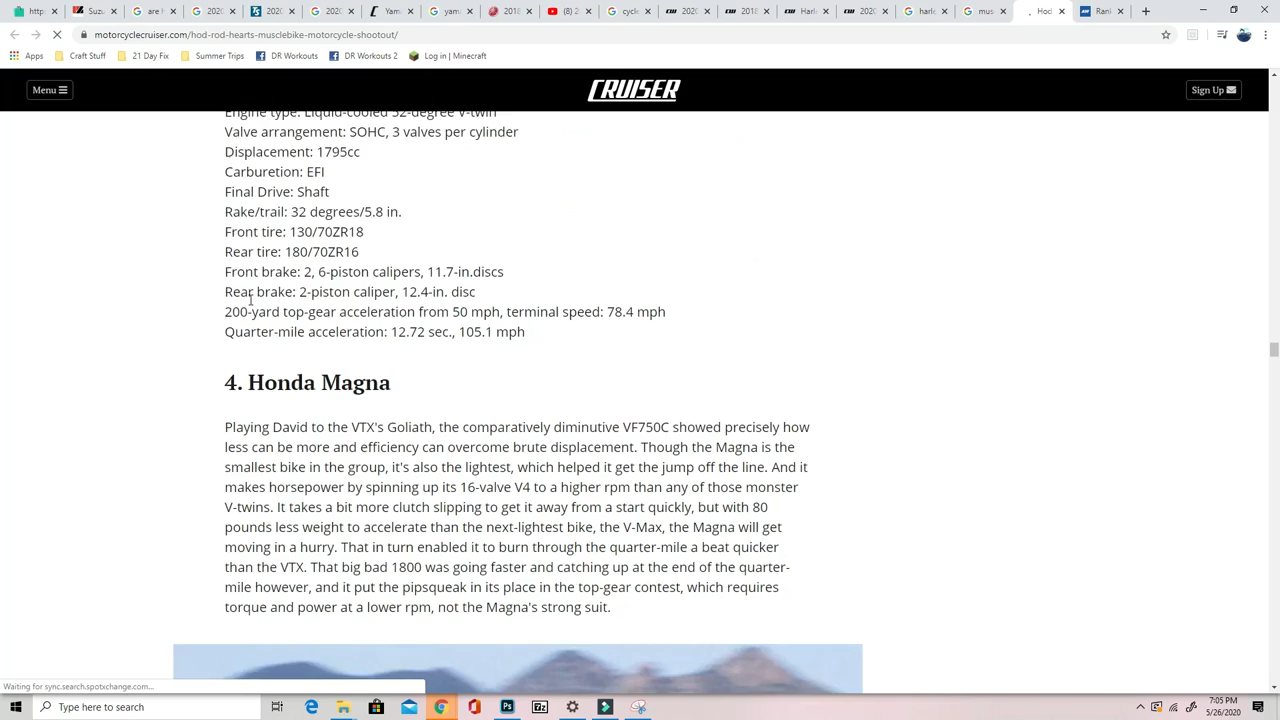 Yama
(8) 2
motorcyclecruiser.com/hod-rod-hearts-musclebike-motorcycle-shootout/
Apps Craft Stuff 21 Day Fix Summer Trips DR Workouts DR Workouts 2 Log in | Minecraft
Menu CRUISER Sign Up
Engine type: Liquid-cooled 52-degree V-twin
Valve arrangement: SOHC, 3 valves per cylinder
Displacement: 1795cc
Carburetion: EFI
Final Drive: Shaft
Rake/trail: 32 degrees/5.8 in.
Front tire: 130/70ZR18
Rear tire: 180/70ZR16
Front brake: 2, 6-piston calipers, 11.7-in.discs
Rear brake: 2-piston caliper, 12.4-in. disc
200-yard top-gear acceleration from 50 mph, terminal speed: 78.4 mph
Quarter-mile acceleration: 12.72 sec., 105.1 mph
4. Honda Magna
Playing David to the VTX's Goliath, the comparatively diminutive VF750C showed precisely how
less can be more and efficiency can overcome brute displacement. Though the Magna is the
smallest bike in the group, it's also the lightest, which helped it get the jump off the line. And it
makes horsepower by spinning up its 16-valve V4 to a higher rpm than any of those monster
V-twins. It takes a bit more clutch slipping to get it away from a start quickly, but with 80
pounds less weight to accelerate than the next-lightest bike, the V-Max, the Magna will get
moving in a hurry. That in turn enabled it to burn through the quarter-mile a beat quicker
than the VTX. That big bad 1800 was going faster and catching up at the end of the quarter-
mile however, and it put the pipsqueak in its place in the top-gear contest, which requires
torque and power at a lower rpm, not the Magna's strong suit.
Waiting for sync.search.spotxchange.com...
Type here to search
7:05 PM
5/26/2020